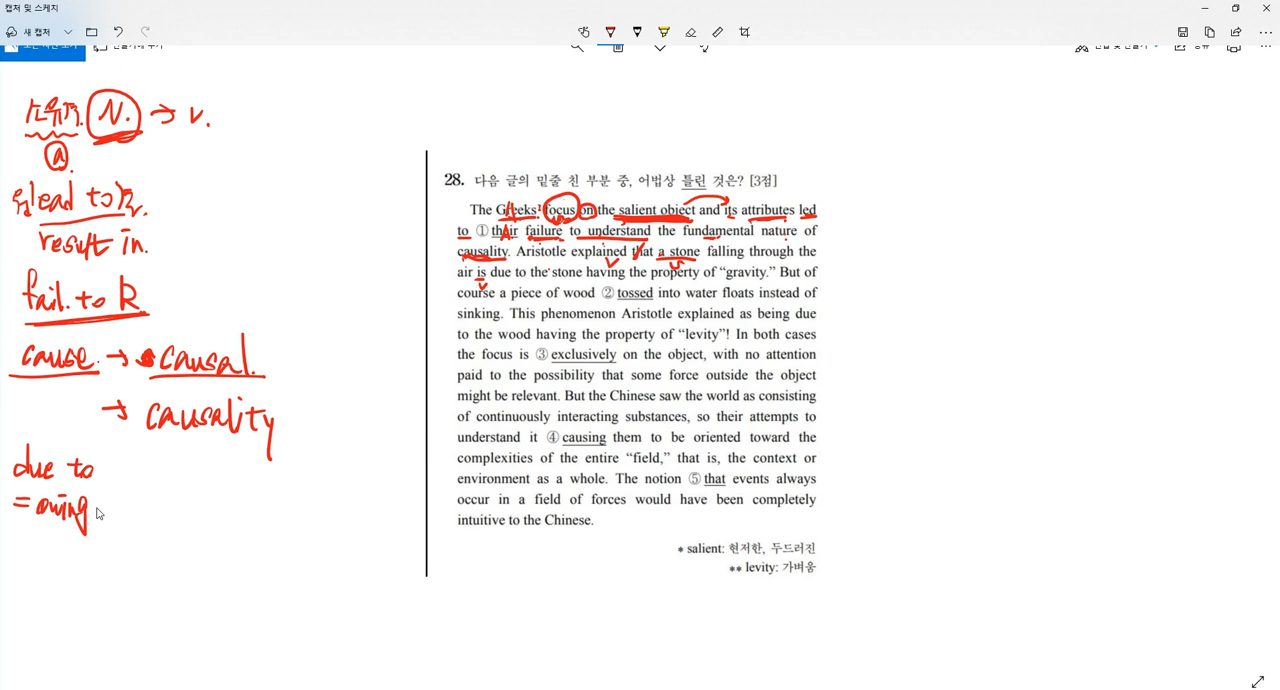 캡처 및 스케치
새 캡처
소유격. N. → v.
a
lead to
result in.
fail. to R
cause. → causal.
→ causality
due to
= owing
28. 다음 글의 밑줄 친 부분 중, 어법상 틀린 것은? [3점]
The Greeks' focus on the salient object and its attributes led
to ① their failure to understand the fundamental nature of
causality. Aristotle explained that a stone falling through the
air is due to the stone having the property of “gravity.” But of
course a piece of wood ② tossed into water floats instead of
sinking. This phenomenon Aristotle explained as being due
to the wood having the property of “levity”! In both cases
the focus is ③ exclusively on the object, with no attention
paid to the possibility that some force outside the object
might be relevant. But the Chinese saw the world as consisting
of continuously interacting substances, so their attempts to
understand it ④ causing them to be oriented toward the
complexities of the entire “field,” that is, the context or
environment as a whole. The notion ⑤ that events always
occur in a field of forces would have been completely
intuitive to the Chinese.
* salient: 현저한, 두드러진
** levity: 가벼움